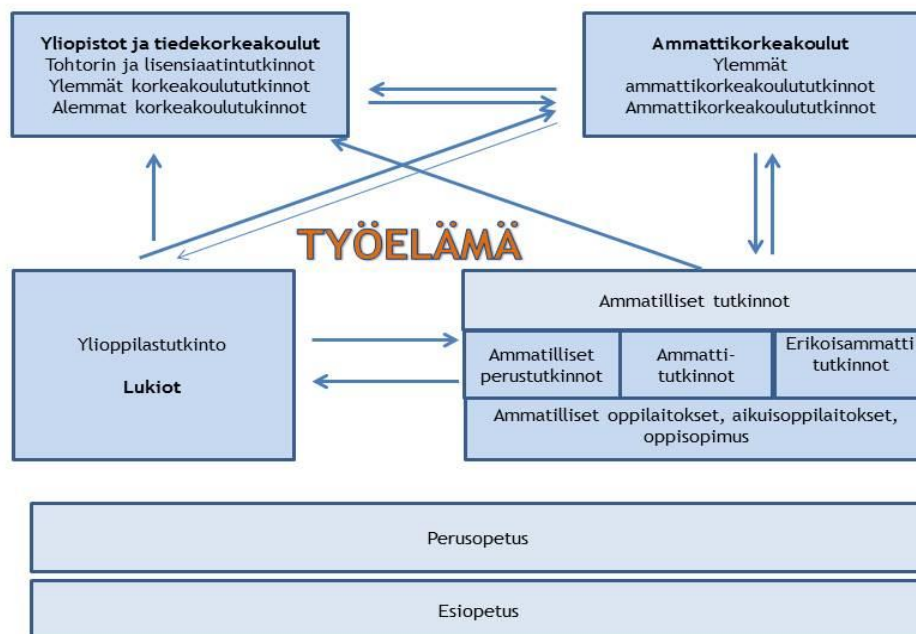 Yliopistot ja tiedekorkeakoulut
Tohtorin ja lisensiaatintutkinnot
Ylemmät korkeakoulututkinnot
Alemmat korkeakoulutukinnot
Ammattikorkeakoulut
Ylemmät
ammattikorkeakoulututkinnot
Ammattikorkeakoulututkinnot
TYÖELÄMÄ
Ylioppilastutkinto
Lukiot
Ammatilliset tutkinnot
Ammatilliset
perustutkinnot
Ammatti-
tutkinnot
Erikoisammatti
tutkinnot
Ammatilliset oppilaitokset, aikuisoppilaitokset,
oppisopimus
Perusopetus
Esiopetus